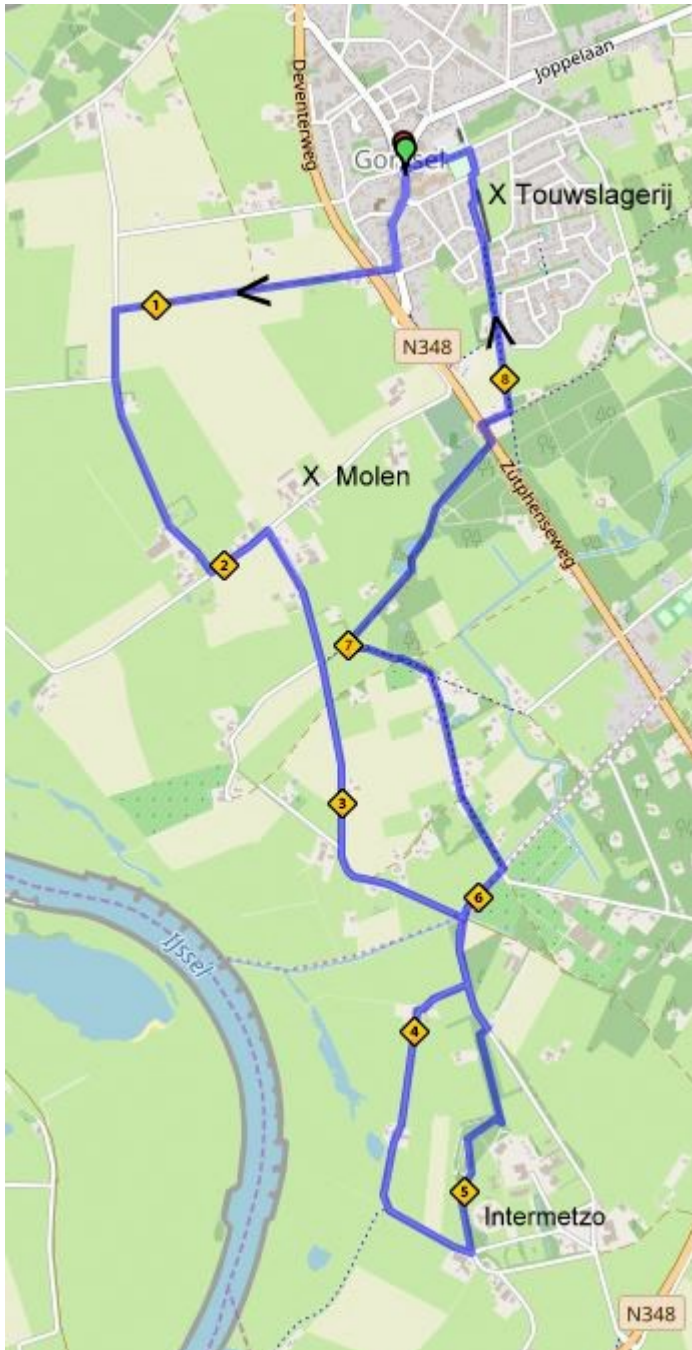 Joppelaan
Deventerweg
Gorssel
X Touwslagerij
<
1
N348
>
8
X Molen
Zutphenseweg
2
7
3
6
IJssel
4
5
Intermetzo
N348